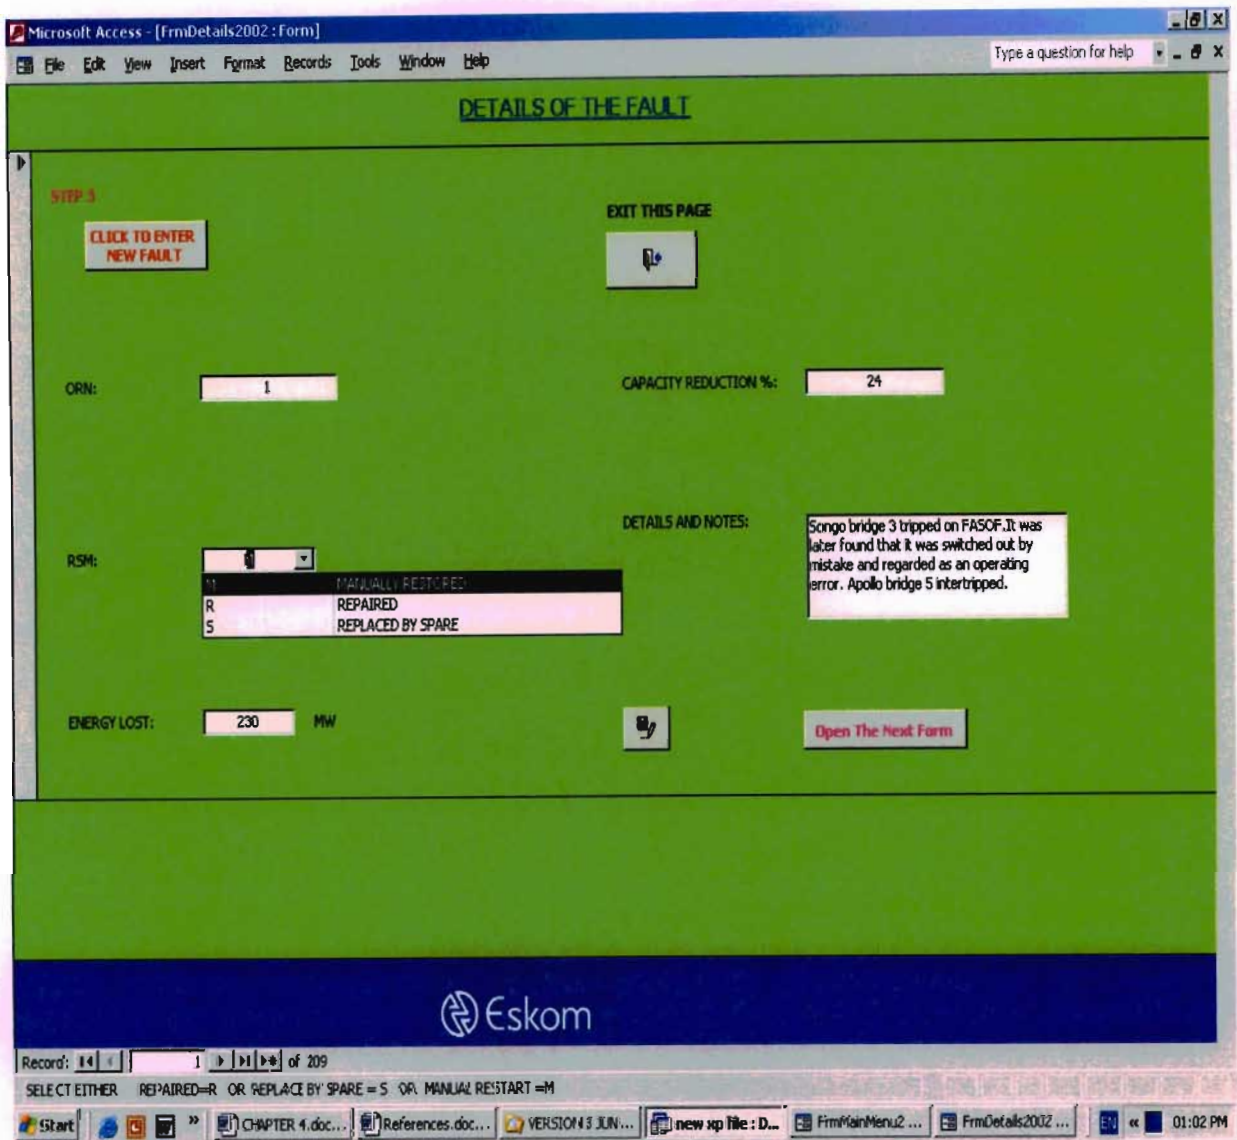 Microsoft Access - [FrmDetails2002 : Form]
File Edit View Insert Format Records Tools Window Help
Type a question for help
DETAILS OF THE FAULT
STEP 3
CLICK TO ENTER
NEW FAULT
EXIT THIS PAGE
ORN:
1
CAPACITY REDUCTION %:
24
RSM:
M MANUALLY RESTORED
R REPAIRED
S REPLACED BY SPARE
DETAILS AND NOTES:
Songo bridge 3 tripped on FASOF.It was
later found that it was switched out by
mistake and regarded as an operating
error. Apollo bridge 5 intertripped.
ENERGY LOST:
230 MW
Open The Next Form
Eskom
Record: 1 of 209
SELECT EITHER REPAIRED=R OR REPLACE BY SPARE = S OR MANUAL RESTART =M
Start » CHAPTER 4.doc... References.doc... VERSION 3 JUN... new xp file : D... FrmMainMenu2 ... FrmDetails2002 ... EN « 01:02 PM